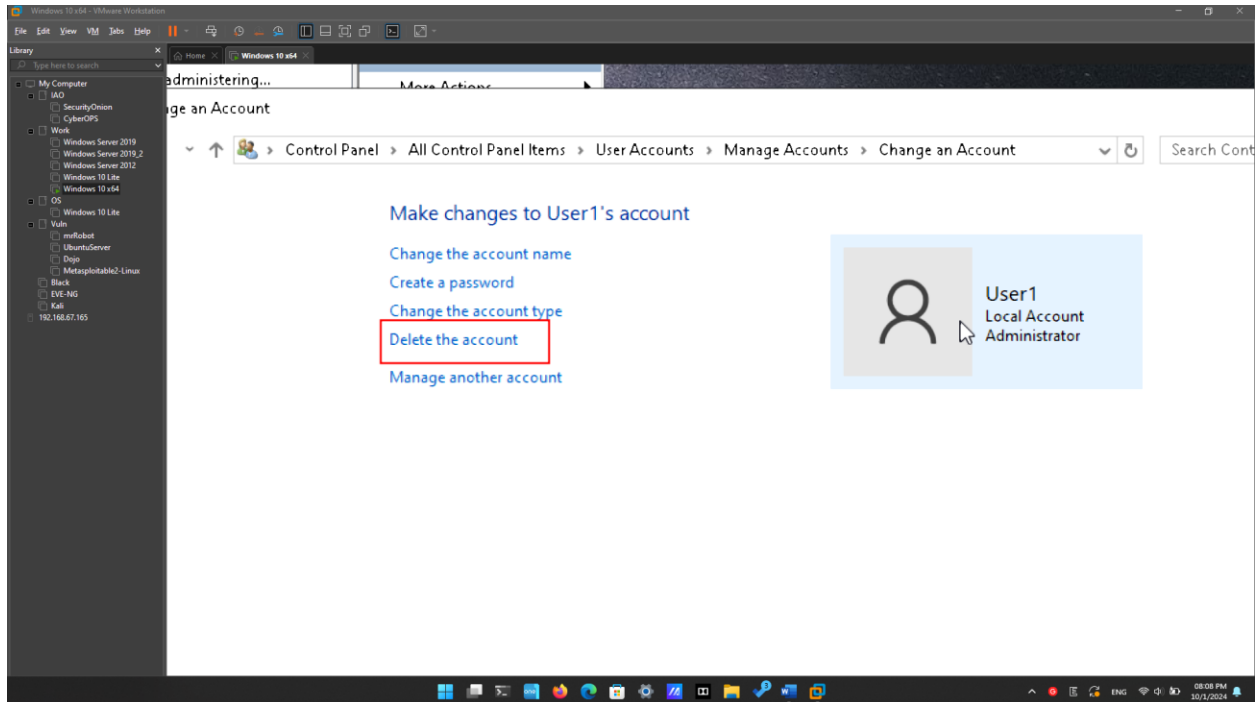 Windows 10 x64 - VMware Workstation
File Edit View VM Tabs Help
Library
Type here to search
Home
Windows 10 x64
My Computer
IAO
SecurityOnion
CyberOPS
Work
Windows Server 2019
Windows Server 2019_2
Windows Server 2012
Windows 10 Lite
Windows 10 x64
OS
Windows 10 Lite
Vuln
mrRobot
UbuntuServer
Dojo
Metasploitable2-Linux
Black
EVE-NG
Kali
192.168.67.165
administering...
More Actions
ge an Account
Control Panel > All Control Panel Items > User Accounts > Manage Accounts > Change an Account
Search Cont
Make changes to User1's account
Change the account name
Create a password
Change the account type
Delete the account
Manage another account
User1
Local Account
Administrator
ENG
08:08 PM
10/1/2024